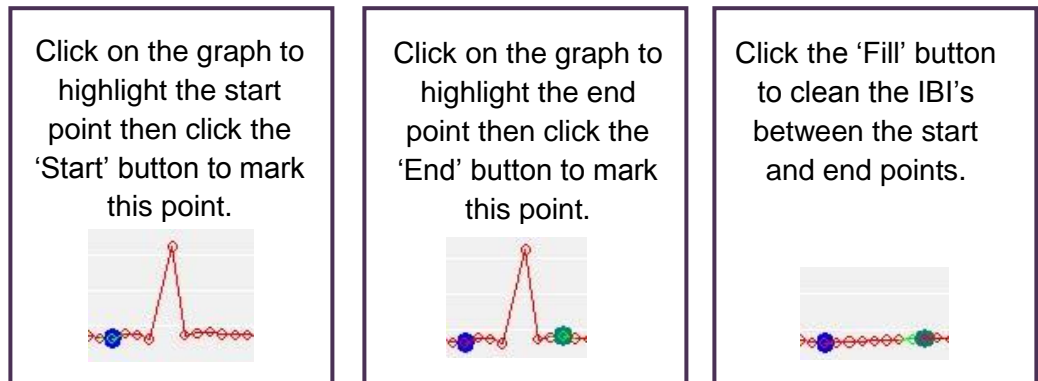 Click on the graph to
highlight the start
point then click the
‘Start’ button to mark
this point.
Click on the graph to
highlight the end
point then click the
‘End’ button to mark
this point.
Click the ‘Fill’ button
to clean the IBI’s
between the start
and end points.